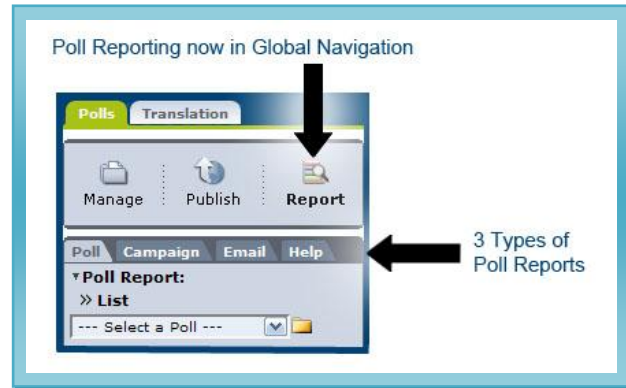 Poll Reporting now in Global Navigation
Polls Translation
Manage Publish Report
Poll Campaign Email Help
▾Poll Report:
» List
--- Select a Poll ---
3 Types of
Poll Reports